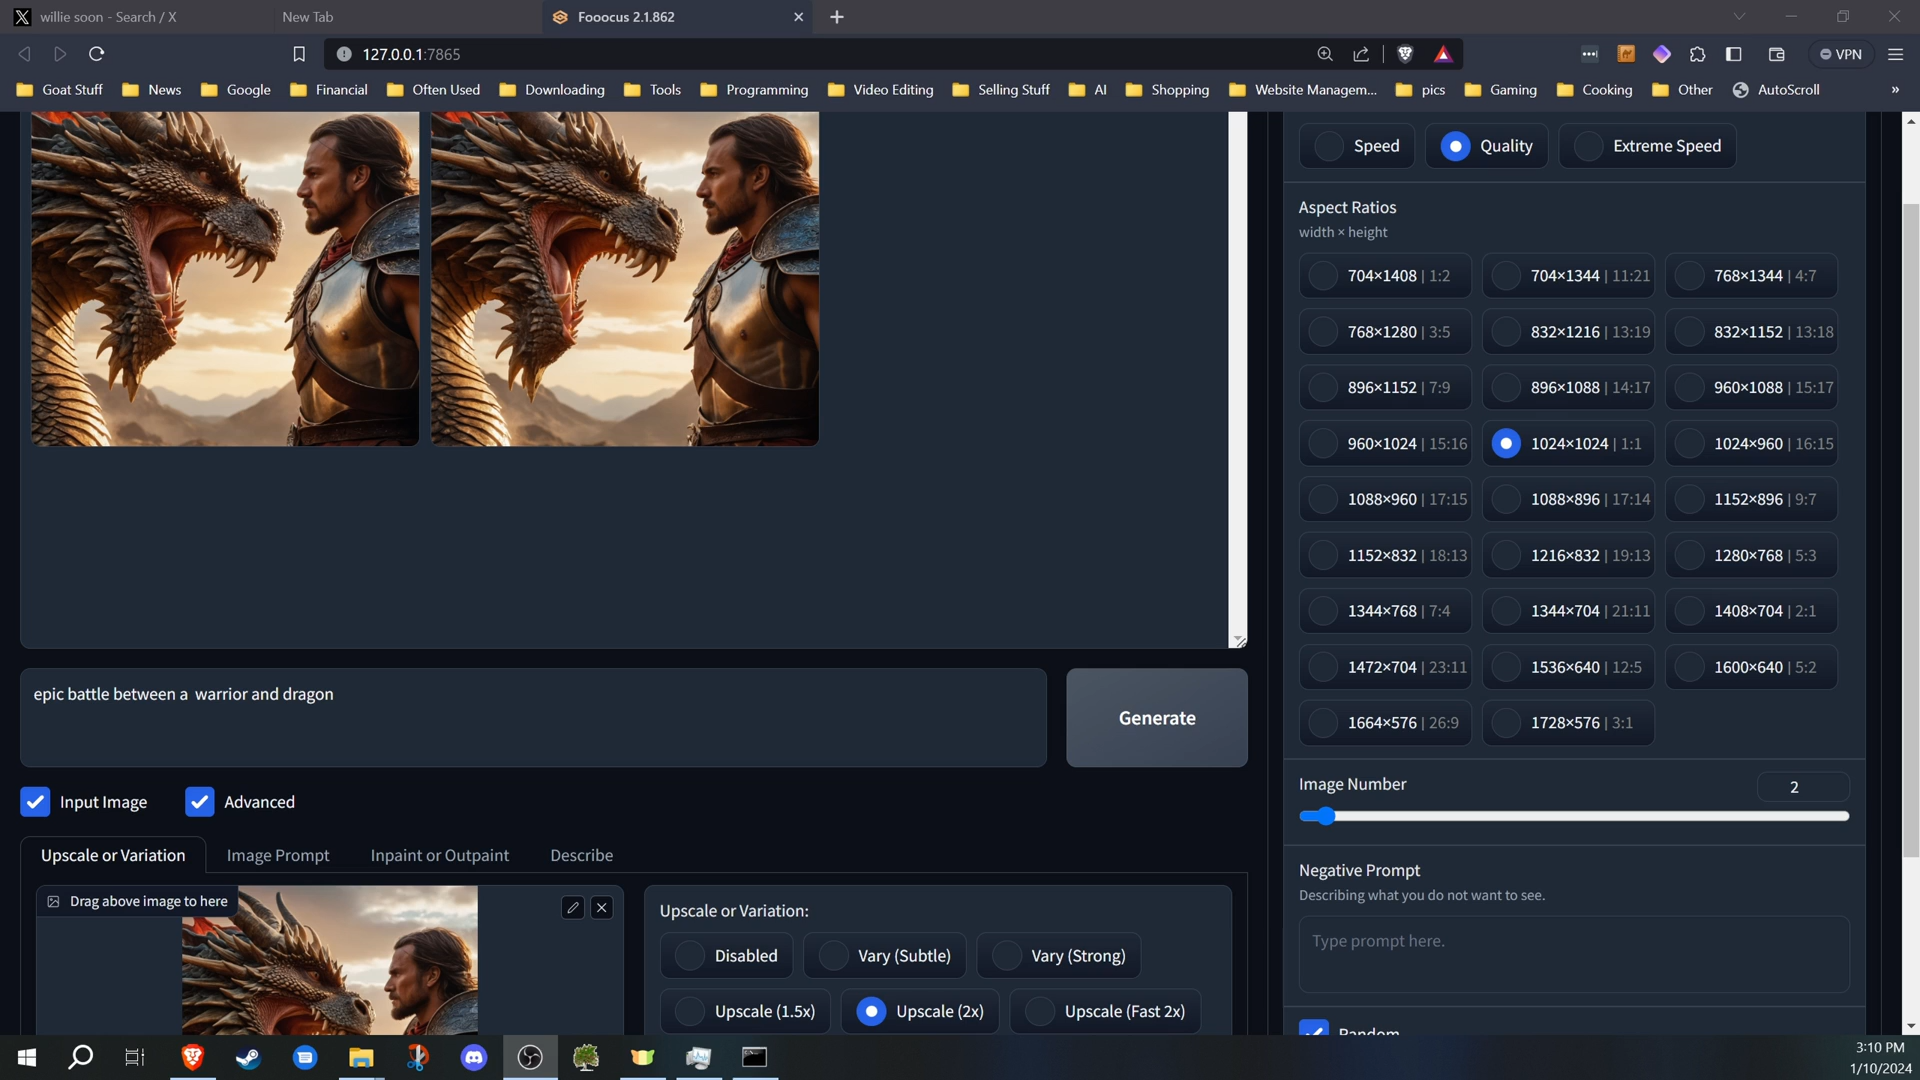 willie soon - Search / X
New Tab
Fooocus 2.1.862
127.0.0.1:7865
VPN
Goat Stuff
News
Google
Financial
Often Used
Downloading
Tools
Programming
Video Editing
Selling Stuff
AI
Shopping
Website Managem...
pics
Gaming
Cooking
Other
AutoScroll
»
Speed
Quality
Extreme Speed
Aspect Ratios
width × height
704×1408 | 1:2
704×1344 | 11:21
768×1344 | 4:7
768×1280 | 3:5
832×1216 | 13:19
832×1152 | 13:18
896×1152 | 7:9
896×1088 | 14:17
960×1088 | 15:17
960×1024 | 15:16
1024×1024 | 1:1
1024×960 | 16:15
1088×960 | 17:15
1088×896 | 17:14
1152×896 | 9:7
1152×832 | 18:13
1216×832 | 19:13
1280×768 | 5:3
1344×768 | 7:4
1344×704 | 21:11
1408×704 | 2:1
1472×704 | 23:11
1536×640 | 12:5
1600×640 | 5:2
1664×576 | 26:9
1728×576 | 3:1
epic battle between a  warrior and dragon
Generate
Image Number
2
Input Image
Advanced
Upscale or Variation
Image Prompt
Inpaint or Outpaint
Describe
Negative Prompt
Describing what you do not want to see.
Type prompt here.
Drag above image to here
Upscale or Variation:
Disabled
Vary (Subtle)
Vary (Strong)
Upscale (1.5x)
Upscale (2x)
Upscale (Fast 2x)
Random
3:10 PM
1/10/2024